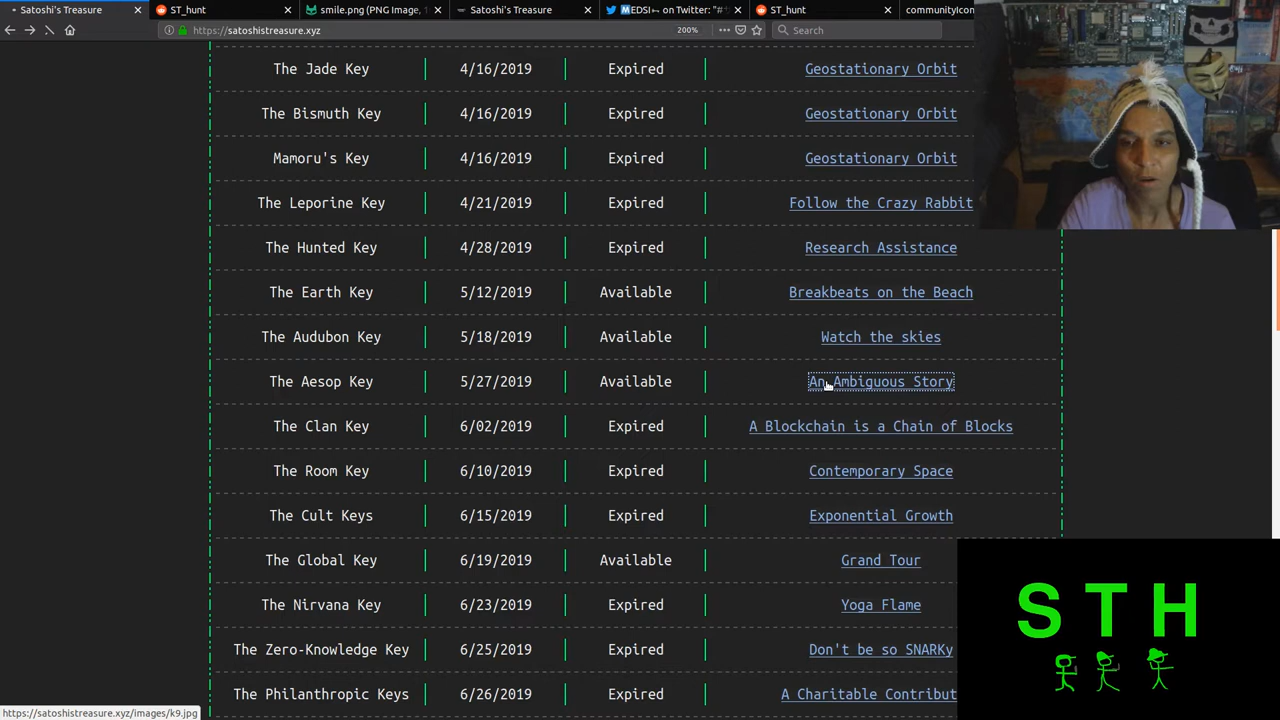 Satoshi's Treasure
ST_hunt
smile.png (PNG Image, 1
Satoshi's Treasure
MEDSI on Twitter: "#
ST_hunt
communityIcon
https://satoshistreasure.xyz
200%
Search
The Jade Key 4/16/2019 Expired Geostationary Orbit
The Bismuth Key 4/16/2019 Expired Geostationary Orbit
Mamoru's Key 4/16/2019 Expired Geostationary Orbit
The Leporine Key 4/21/2019 Expired Follow the Crazy Rabbit
The Hunted Key 4/28/2019 Expired Research Assistance
The Earth Key 5/12/2019 Available Breakbeats on the Beach
The Audubon Key 5/18/2019 Available Watch the skies
The Aesop Key 5/27/2019 Available An Ambiguous Story
The Clan Key 6/02/2019 Expired A Blockchain is a Chain of Blocks
The Room Key 6/10/2019 Expired Contemporary Space
The Cult Keys 6/15/2019 Expired Exponential Growth
The Global Key 6/19/2019 Available Grand Tour
The Nirvana Key 6/23/2019 Expired Yoga Flame
The Zero-Knowledge Key 6/25/2019 Expired Don't be so SNARKy
The Philanthropic Keys 6/26/2019 Expired A Charitable Contribut
STH
https://satoshistreasure.xyz/images/k9.jpg